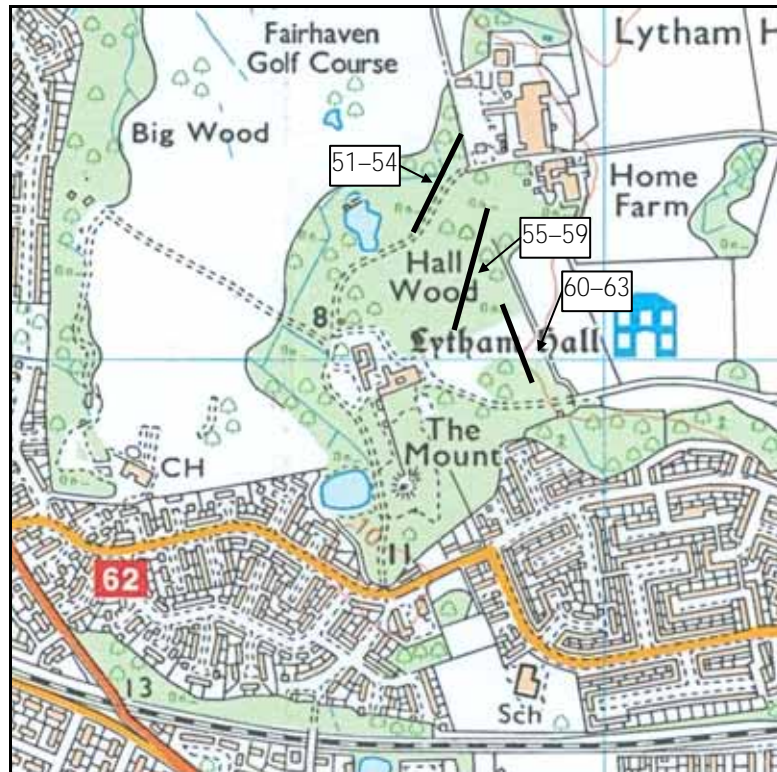 Fairhaven
Golf Course
Lytham H
Big Wood
51–54
Home
Farm
55–59
Hall
Wood
60–63
8
Lytham Hall
The
Mount
CH
10
11
62
13
Sch